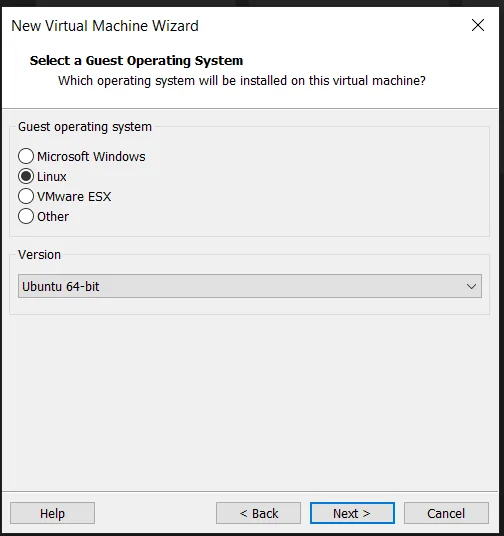 New Virtual Machine Wizard
Select a Guest Operating System
Which operating system will be installed on this virtual machine?
Guest operating system
Microsoft Windows
Linux
VMware ESX
Other
Version
Ubuntu 64-bit
Help
< Back
Next >
Cancel